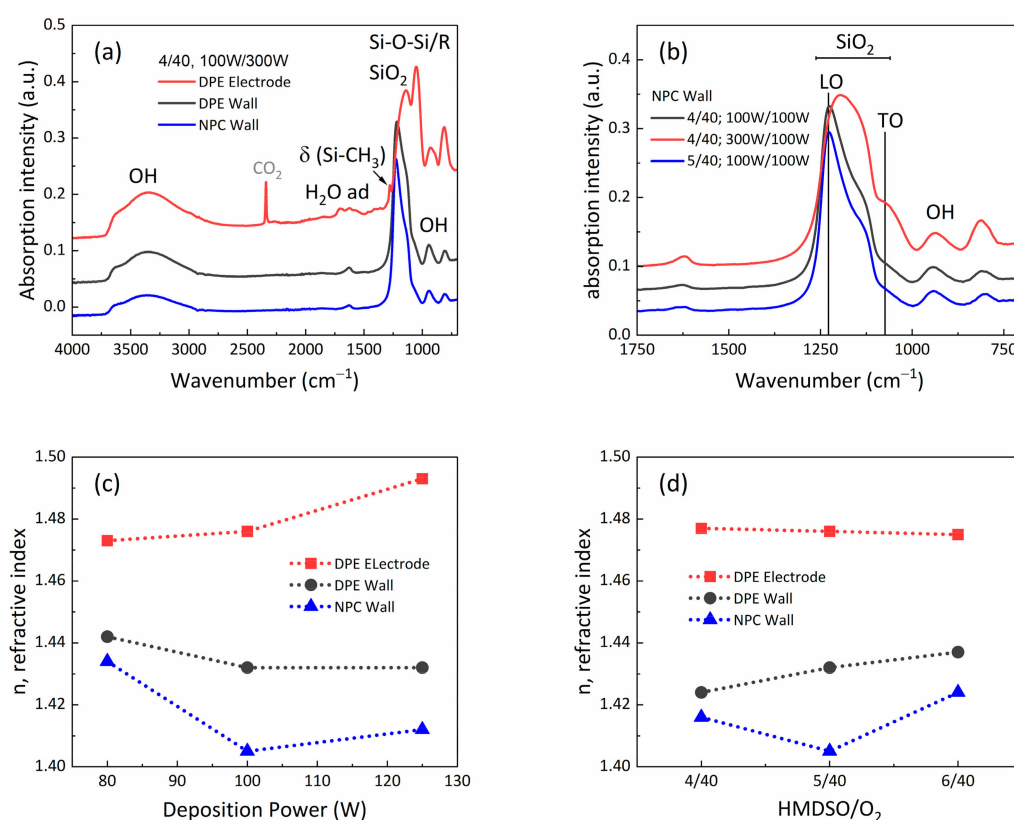 (a)
4/40, 100W/300W
DPE Electrode
DPE Wall
NPC Wall
Si-O-Si/R
SiO₂
δ (Si-CH₃)
H₂O ad
CO₂
OH
OH
0.5
0.4
0.3
0.2
0.1
0.0
Absorption intensity (a.u.)
4000
3500
3000
2500
2000
1500
1000
Wavenumber (cm⁻¹)
(b)
SiO₂
LO
TO
OH
NPC Wall
4/40; 100W/100W
4/40; 300W/100W
5/40; 100W/100W
0.4
0.3
0.2
0.1
0.0
absorption intensity (a.u.)
1750
1500
1250
1000
750
Wavenumber (cm⁻¹)
(c)
DPE ELectrode
DPE Wall
NPC Wall
1.50
1.48
1.46
1.44
1.42
1.40
n, refractive index
80
90
100
110
120
130
Deposition Power (W)
(d)
DPE Electrode
DPE Wall
NPC Wall
1.50
1.48
1.46
1.44
1.42
1.40
n, refractive index
4/40
5/40
6/40
HMDSO/O₂